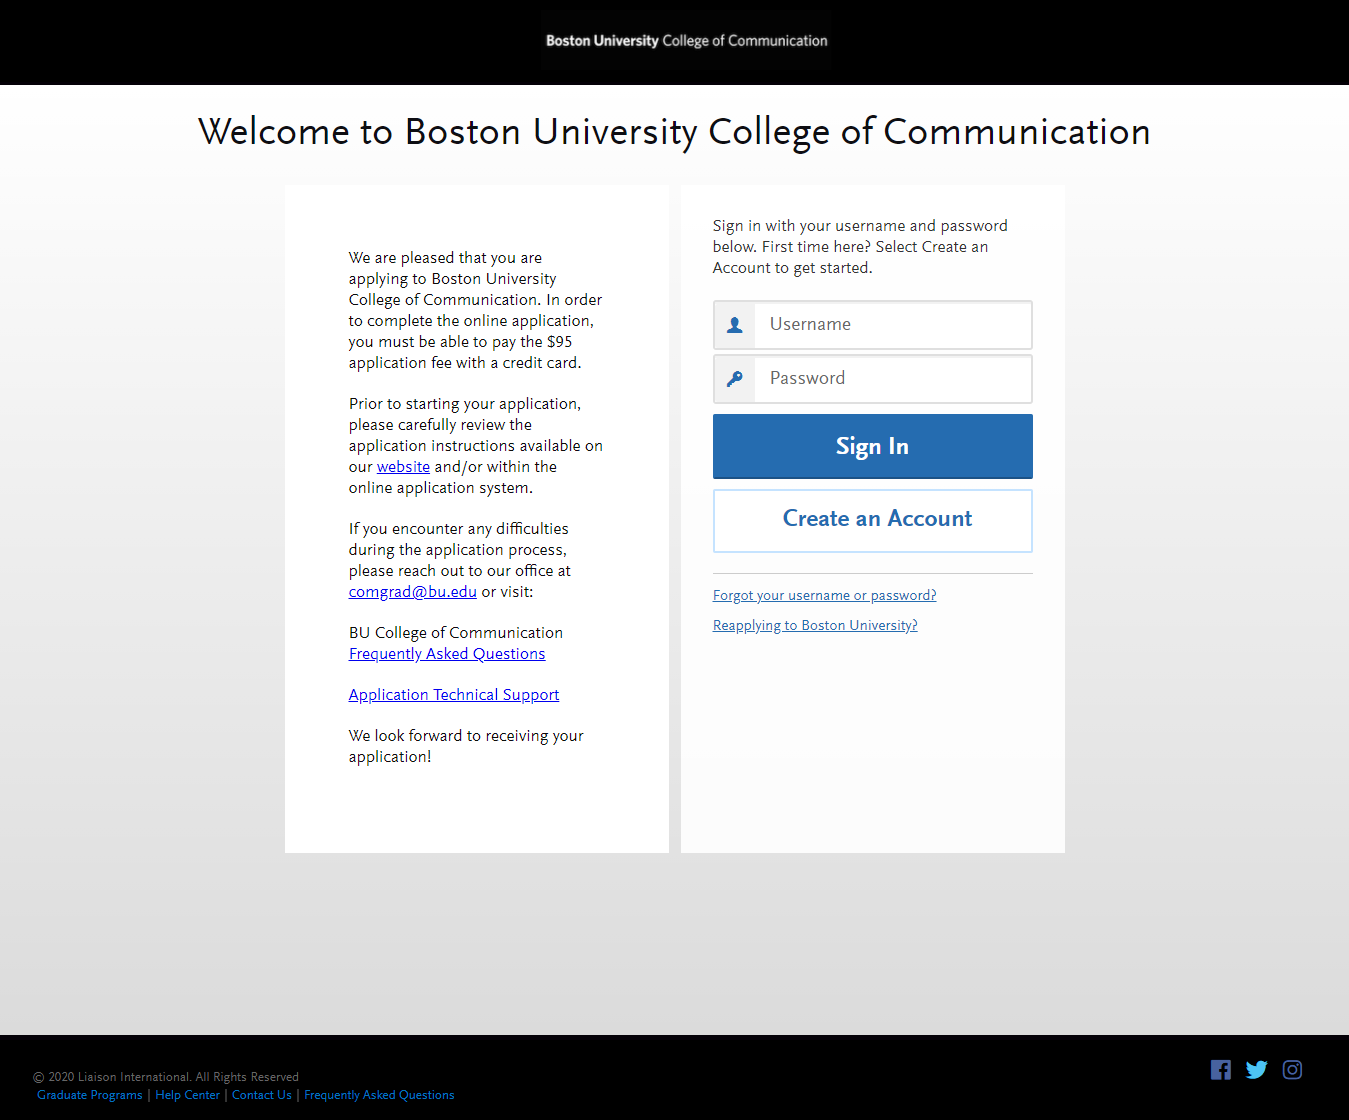 Boston University College of Communication
Welcome to Boston University College of Communication
We are pleased that you are
applying to Boston University
College of Communication. In order
to complete the online application,
you must be able to pay the $95
application fee with a credit card.
Prior to starting your application,
please carefully review the
application instructions available on
our website and/or within the
online application system.
If you encounter any difficulties
during the application process,
please reach out to our office at
comgrad@bu.edu or visit:
BU College of Communication
Frequently Asked Questions
Application Technical Support
We look forward to receiving your
application!
Sign in with your username and password
below. First time here? Select Create an
Account to get started.
Username
Password
Sign In
Create an Account
Forgot your username or password?
Reapplying to Boston University?
© 2020 Liaison International. All Rights Reserved
Graduate Programs | Help Center | Contact Us | Frequently Asked Questions